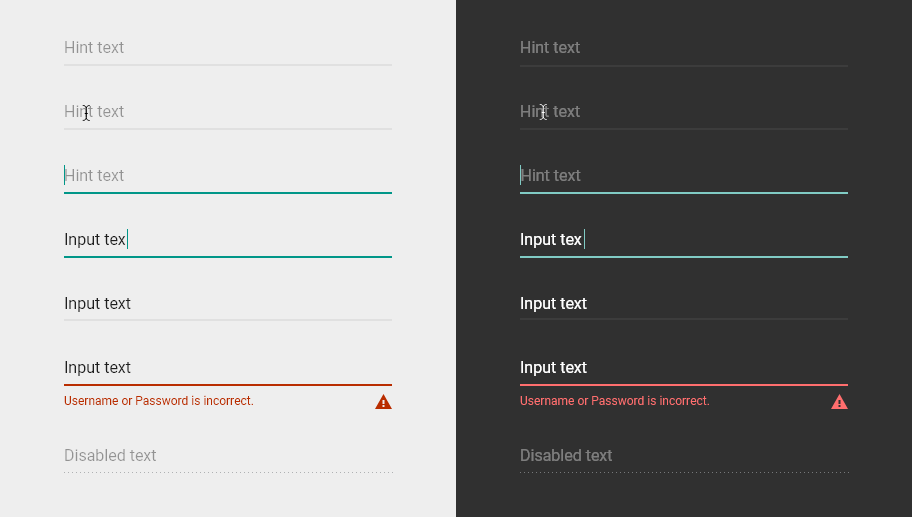 Hint text
Hint text
Hint text
Input tex
Input text
Input text
Username or Password is incorrect.
Disabled text
Hint text
Hint text
Hint text
Input tex
Input text
Input text
Username or Password is incorrect.
Disabled text